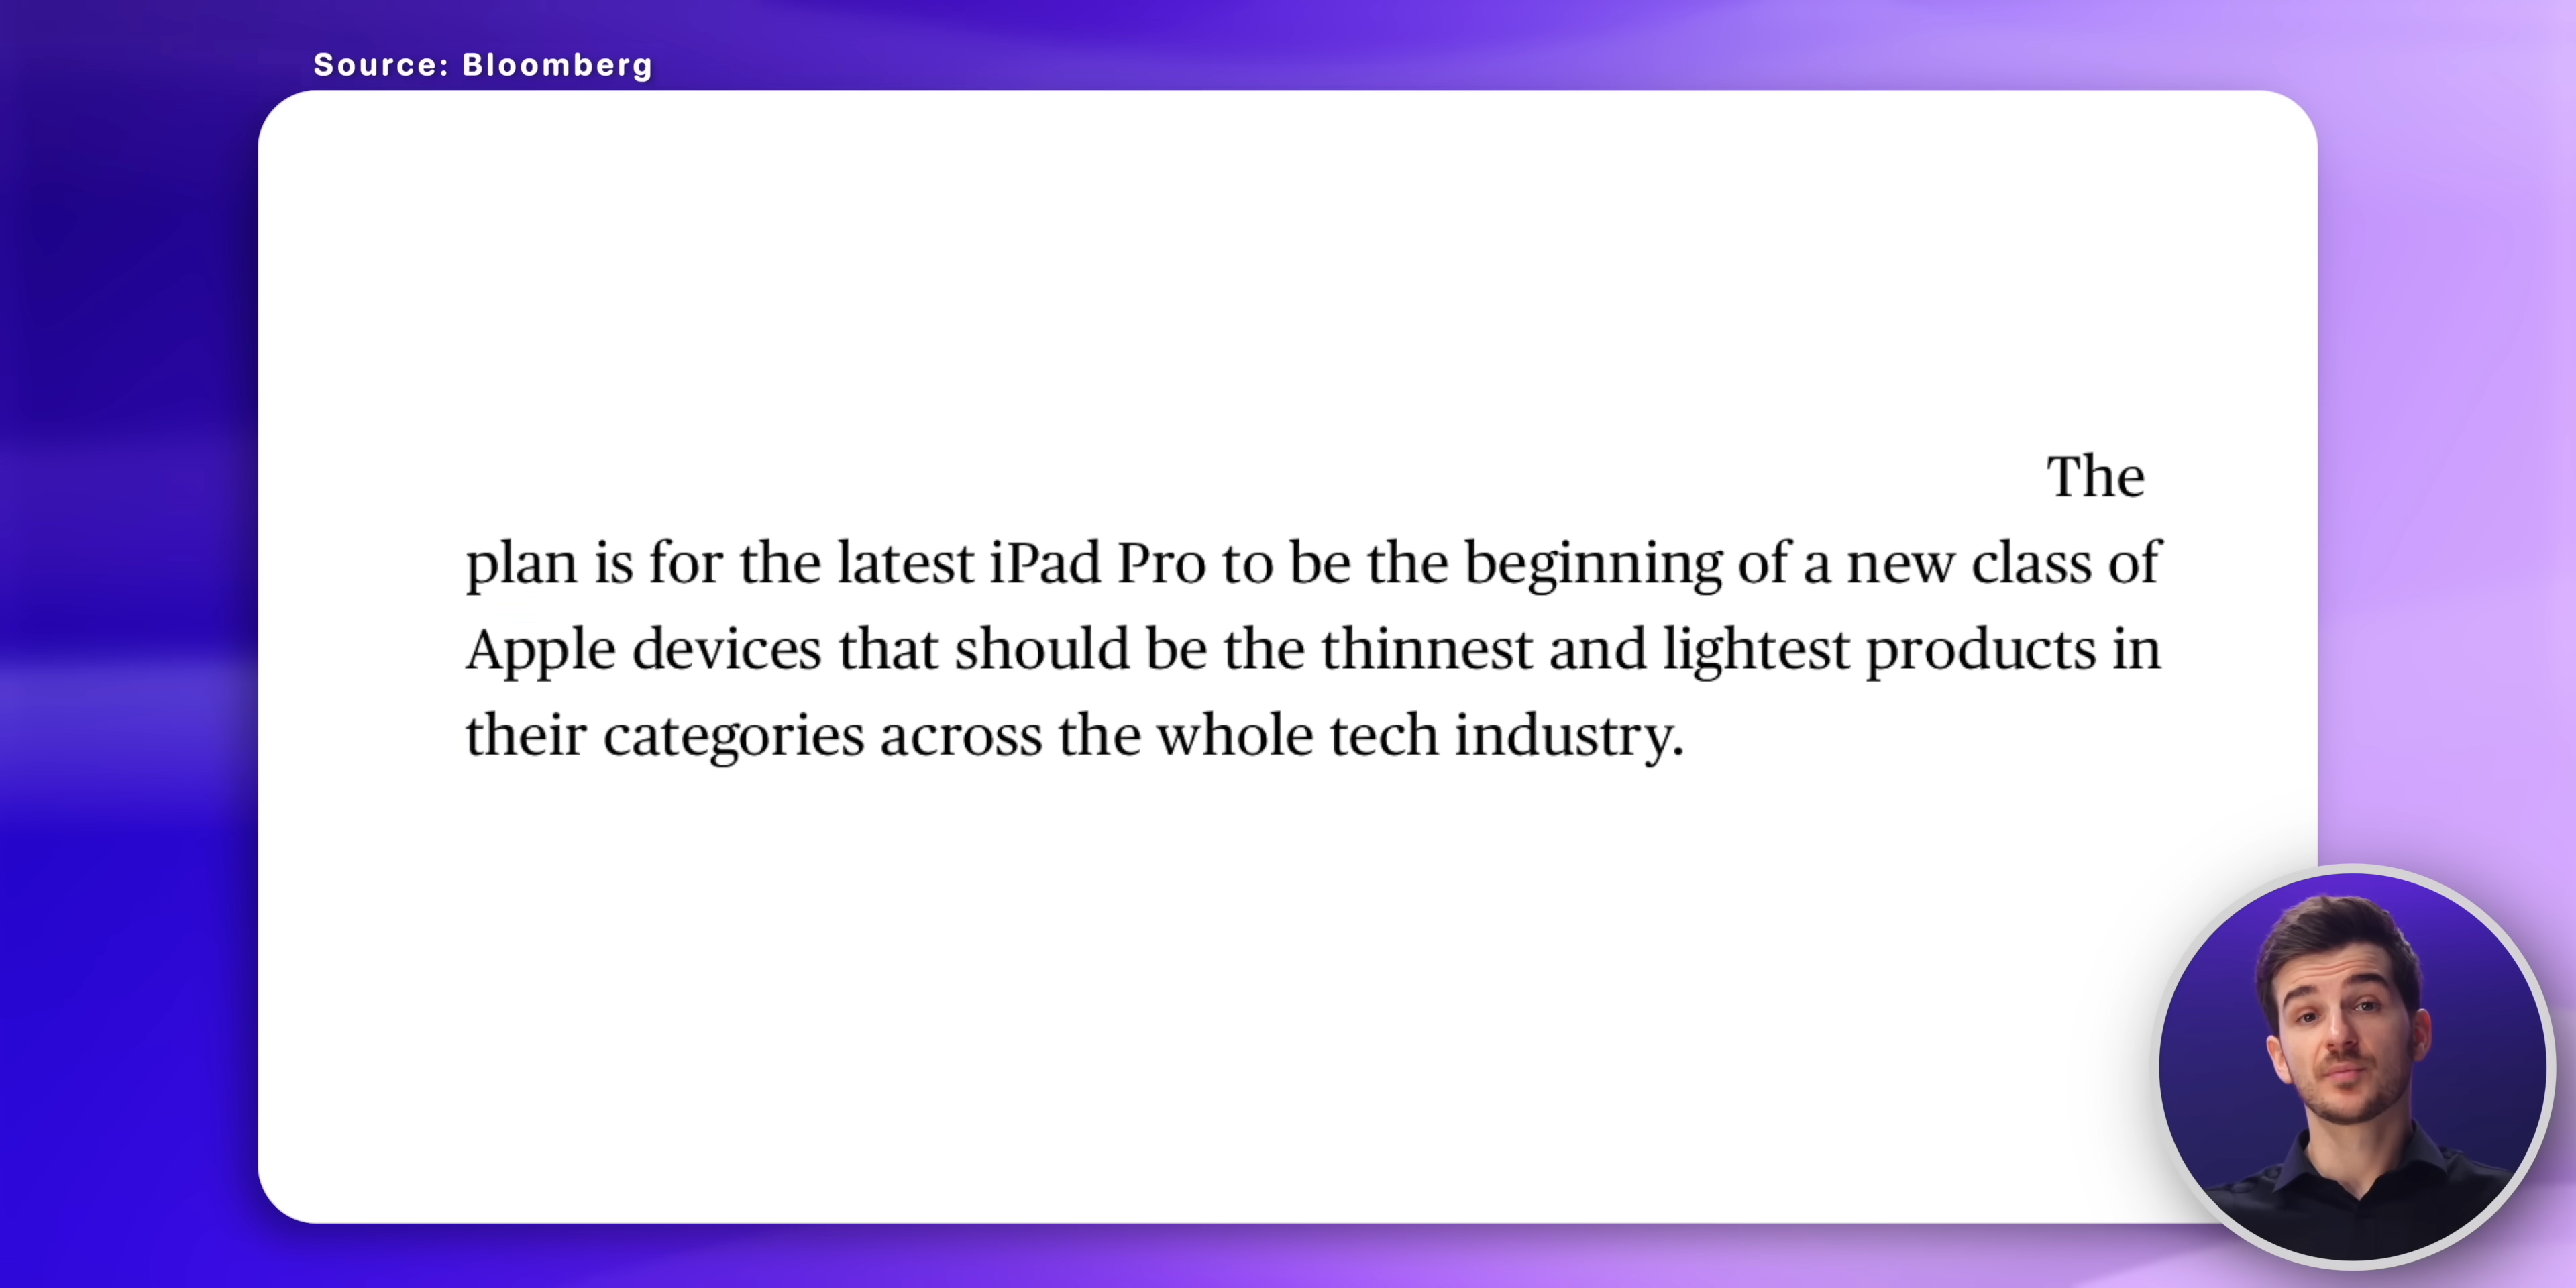 Source: Bloomberg
The
plan is for the latest iPad Pro to be the beginning of a new class of
Apple devices that should be the thinnest and lightest products in
their categories across the whole tech industry.